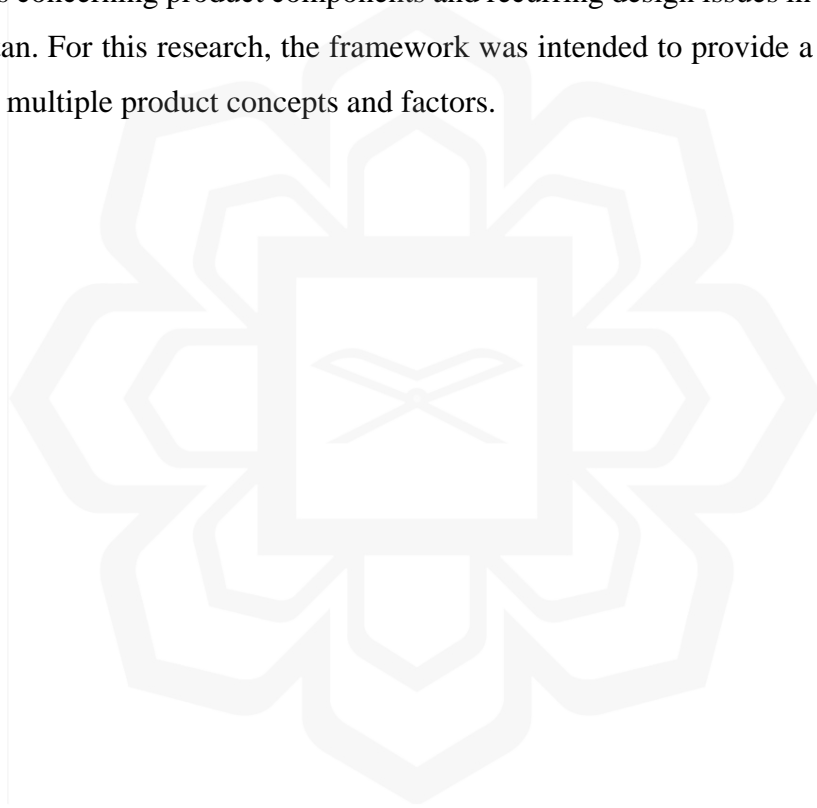 concerning product components and recurring design issues in
an. For this research, the framework was intended to provide a
multiple product concepts and factors.